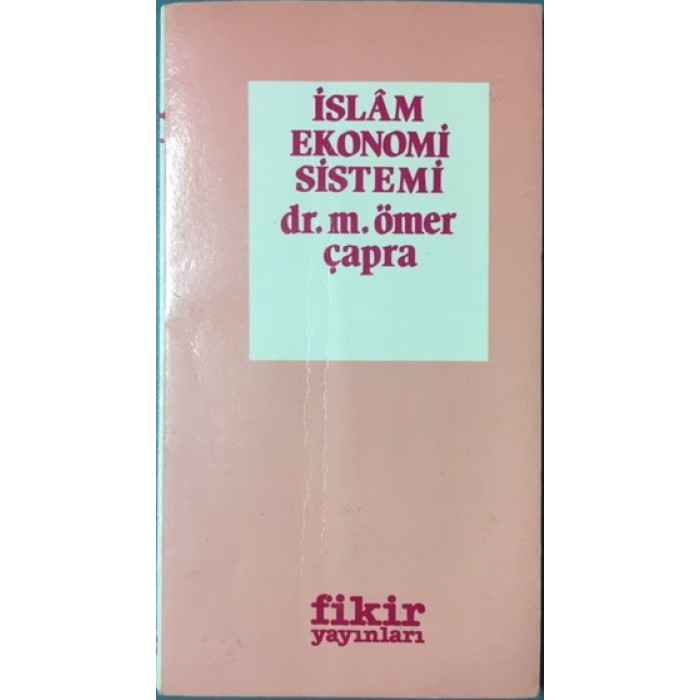 İSLÂM
EKONOMİ
SİSTEMİ
dr. m. ömer
çapra
fikir
yayınları